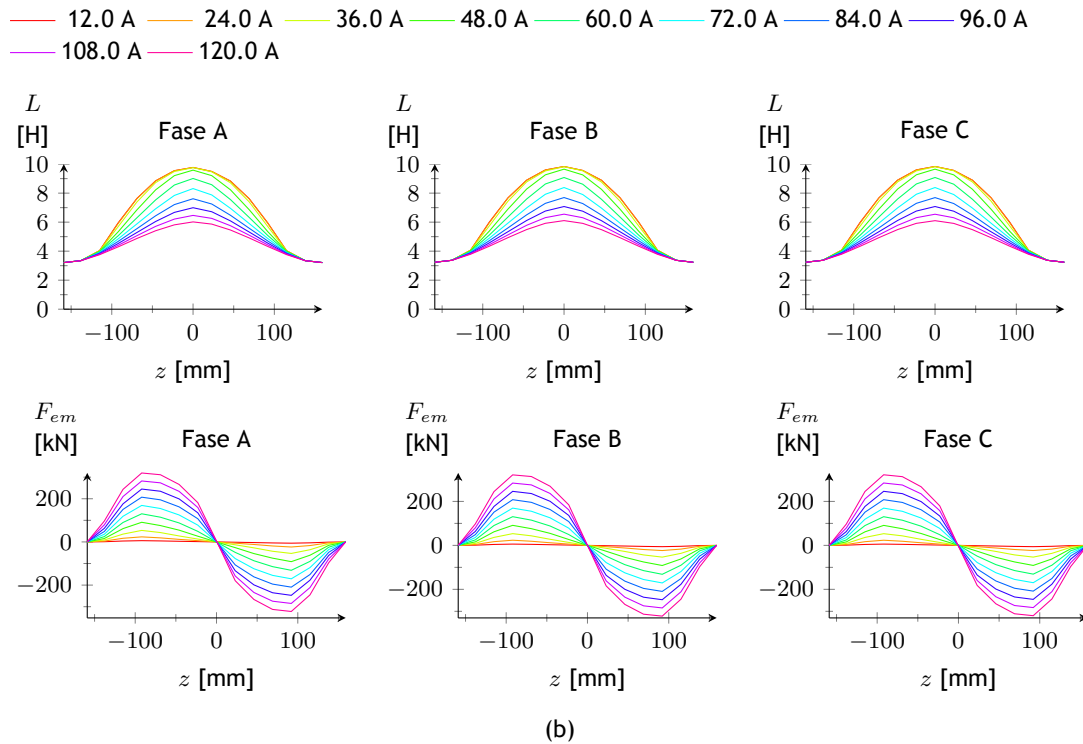 12.0 A 24.0 A 36.0 A 48.0 A 60.0 A 72.0 A 84.0 A 96.0 A
108.0 A 120.0 A
L
[H]
Fase A
10
8
6
4
2
0
−100 0 100
z [mm]
L
[H]
Fase B
10
8
6
4
2
0
−100 0 100
z [mm]
L
[H]
Fase C
10
8
6
4
2
0
−100 0 100
z [mm]
F_em
[kN]
Fase A
200
0
−200
−100 0 100
z [mm]
F_em
[kN]
Fase B
200
0
−200
−100 0 100
z [mm]
F_em
[kN]
Fase C
200
0
−200
−100 0 100
z [mm]
(b)